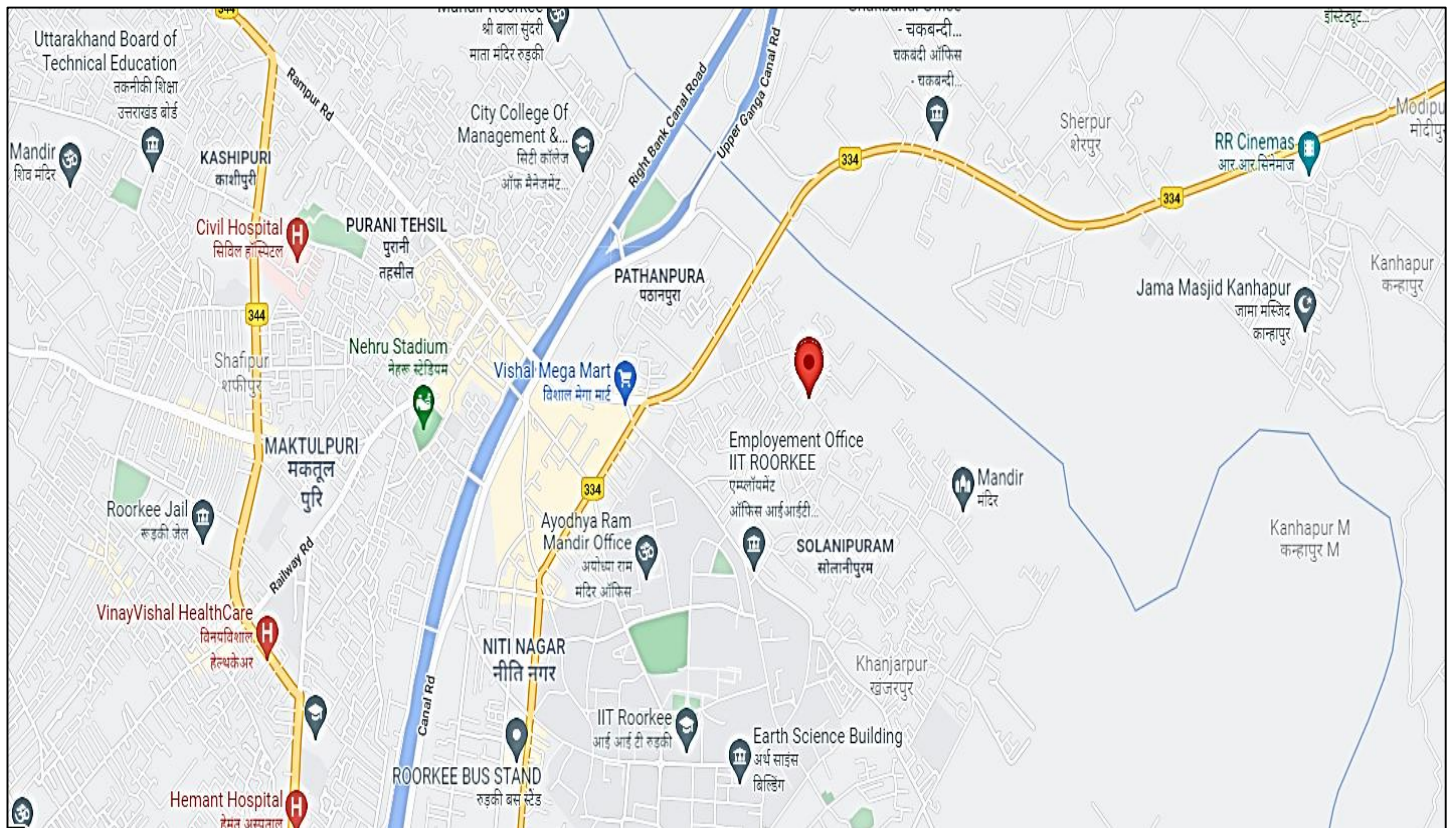 344
श्री बाला सुंदरी
माता मंदिर रुड़की
- चकबन्दी...
चकबंदी ऑफिस
- चकबन्दी...
Uttarakhand Board of
Technical Education
तकनीकी शिक्षा
उत्तराखंड बोर्ड
Rampur Rd
City College Of
Management &...
सिटी कॉलेज
ऑफ मैनेजमेंट...
Right Bank Canal Road
Upper Ganga Canal Rd
Sherpur
शेरपुर
RR Cinemas
आर.आर.सिनेमाज
Mandir
शिव मंदिर
KASHIPURI
काशीपुरी
334
334
Civil Hospital
सिविल हॉस्पिटल
PURANI TEHSIL
पुरानी
तहसील
PATHANPURA
पठानपुरा
Kanhapur
कन्हापुर
Jama Masjid Kanhapur
जामा मस्जिद
कान्हापुर
344
Shafipur
शफीपुर
Nehru Stadium
नेहरू स्टेडियम
Vishal Mega Mart
विशाल मेगा मार्ट
MAKTULPURI
मकतूल
पुरि
Employement Office
IIT ROORKEE
एम्प्लॉयमेंट
ऑफिस आईआईटी...
Mandir
मंदिर
334
Roorkee Jail
रूड़की जेल
Ayodhya Ram
Mandir Office
अयोध्या राम
मंदिर ऑफिस
SOLANIPURAM
सोलानीपुरम
Kanhapur M
कन्हापुर M
Railway Rd
VinayVishal HealthCare
विनयविशाल
हेल्थकेअर
NITI NAGAR
नीति नगर
Khanjarpur
खंजरपुर
Canal Rd
IIT Roorkee
आई आई टी रुड़की
Earth Science Building
अर्थ साइंस
बिल्डिंग
ROORKEE BUS STAND
रुड़की बस स्टैंड
Hemant Hospital
हेमंत अस्पताल